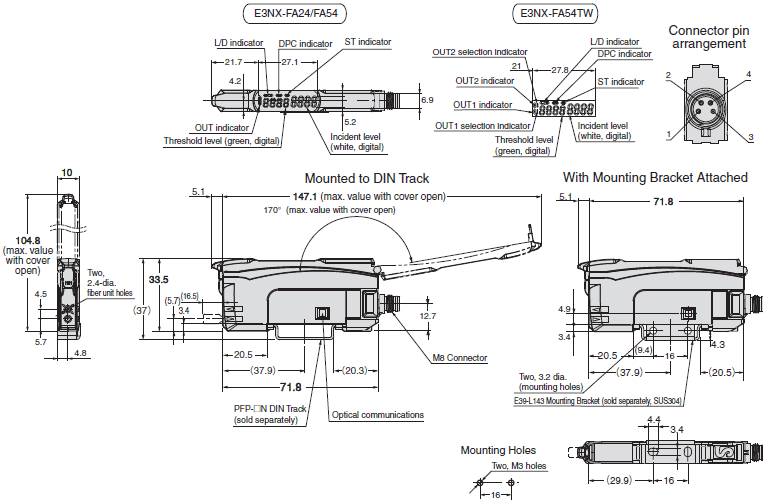 E3NX-FA24/FA54
L/D indicator
DPC indicator
ST indicator
21.7
27.1
4.2
6.9
5.2
OUT indicator
Threshold level (green, digital)
Incident level
(white, digital)
E3NX-FA54TW
L/D indicator
DPC indicator
OUT2 selection Indicator
21
27.8
OUT2 indicator
ST indicator
OUT1 indicator
OUT1 selection Indicator
Incident level
(white, digital)
Threshold level
(green, digital)
Connector pin
arrangement
2
4
1
3
10
104.8
(max. value
with cover
open)
Two,
2.4-dia.
fiber unit holes
4.5
5.7
4.8
Mounted to DIN Track
5.1
147.1 (max. value with cover open)
170° (max. value with cover open)
33.5
(37)
(16.5)
(5.7)
3.4
12.7
M8 Connector
20.5
(37.9)
(20.3)
71.8
PFP-□N DIN Track
(sold separately)
Optical communications
With Mounting Bracket Attached
5.1
71.8
4.9
3.4
4.3
(9.4)
20.5
16
(37.9)
(20.5)
Two, 3.2 dia.
(mounting holes)
E39-L143 Mounting Bracket (sold separately, SUS304)
4.4
3.4
(29.9)
16
Mounting Holes
Two, M3 holes
16